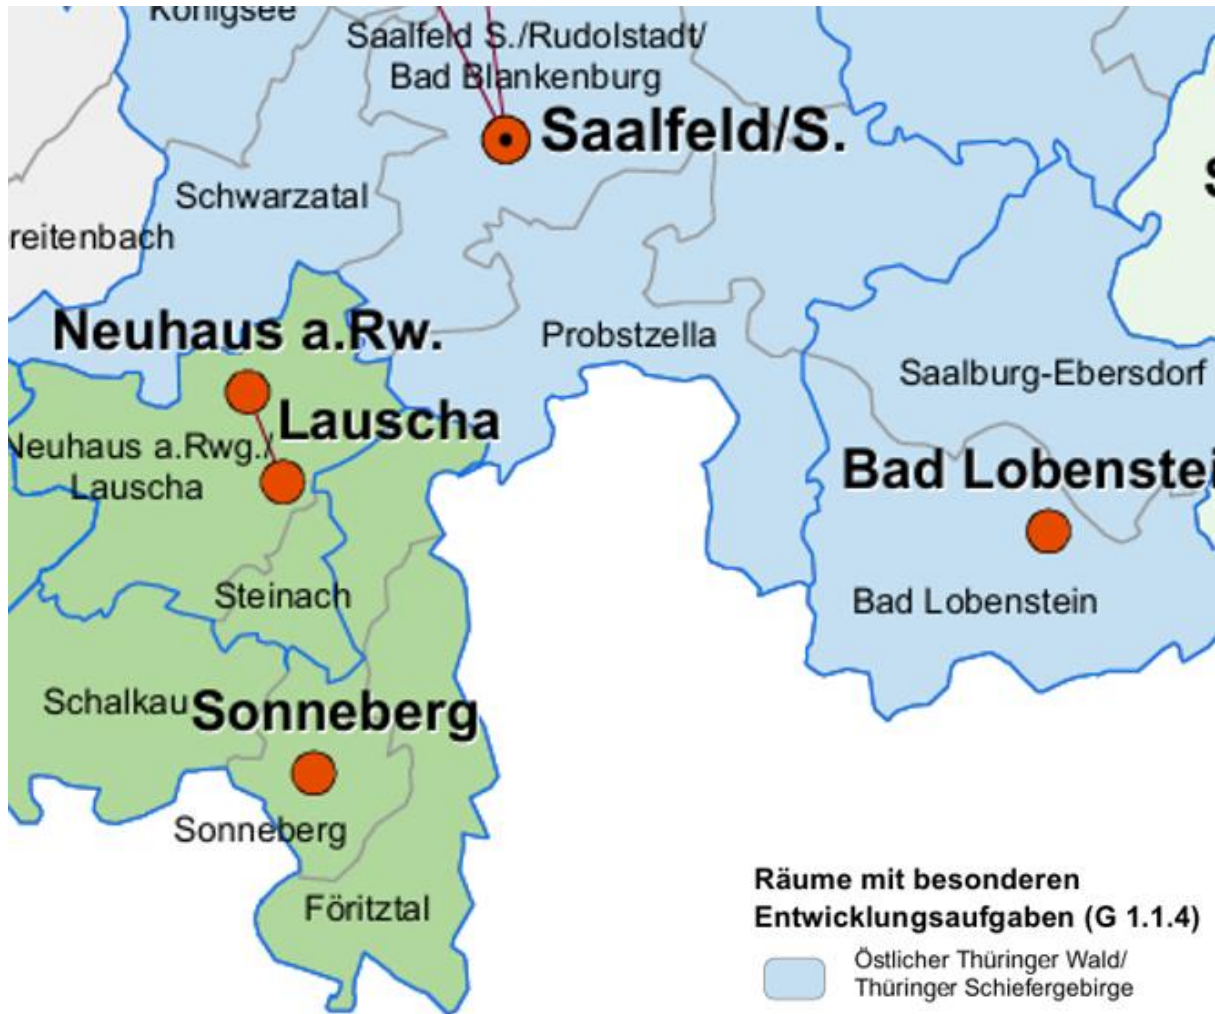 Königsee
Saalfeld S./Rudolstadt/
Bad Blankenburg
Saalfeld/S.
S
Schwarzatal
reitenbach
Neuhaus a.Rw.
Probstzella
Saalburg-Ebersdorf
Lauscha
Neuhaus a.Rwg./
Lauscha
Bad Lobenstei
Steinach
Bad Lobenstein
Schalkau
Sonneberg
Sonneberg
Föritztal
Räume mit besonderen
Entwicklungsaufgaben (G 1.1.4)
Östlicher Thüringer Wald/
Thüringer Schiefergebirge